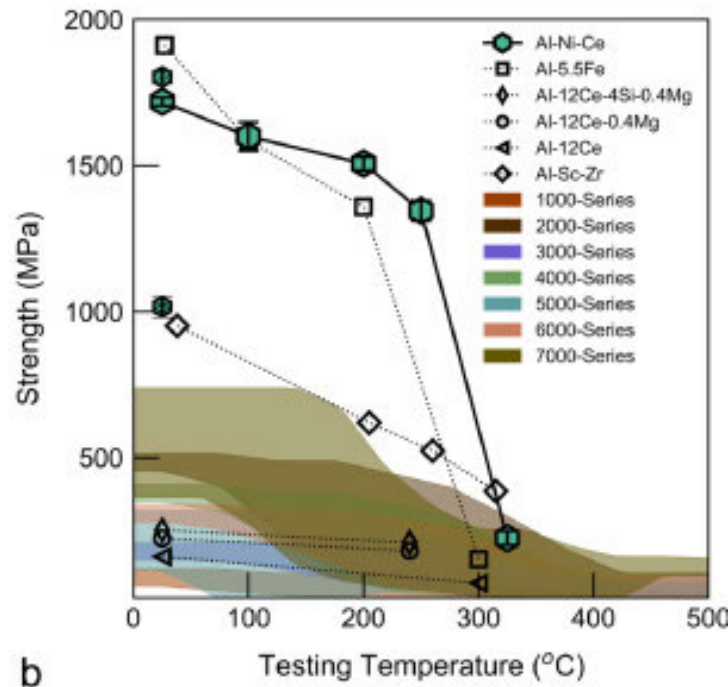 2000
1500
1000
500
Strength (MPa)
Al-Ni-Ce
Al-5.5Fe
Al-12Ce-4Si-0.4Mg
Al-12Ce-0.4Mg
Al-12Ce
Al-Sc-Zr
1000-Series
2000-Series
3000-Series
4000-Series
5000-Series
6000-Series
7000-Series
0 100 200 300 400 500
Testing Temperature (°C)
b